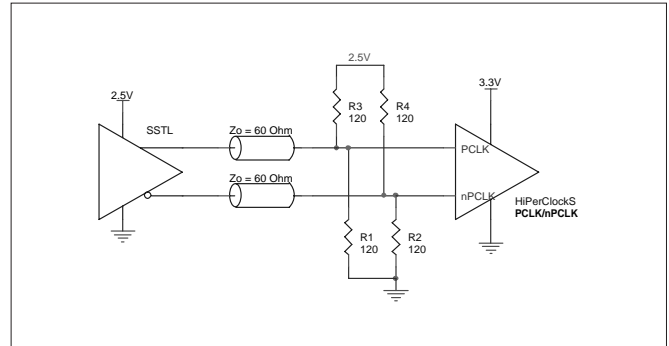 2.5V
SSTL
Zo = 60 Ohm
Zo = 60 Ohm
2.5V
R3
120
R4
120
3.3V
PCLK
nPCLK
HiPerClockS
PCLK/nPCLK
R1
120
R2
120